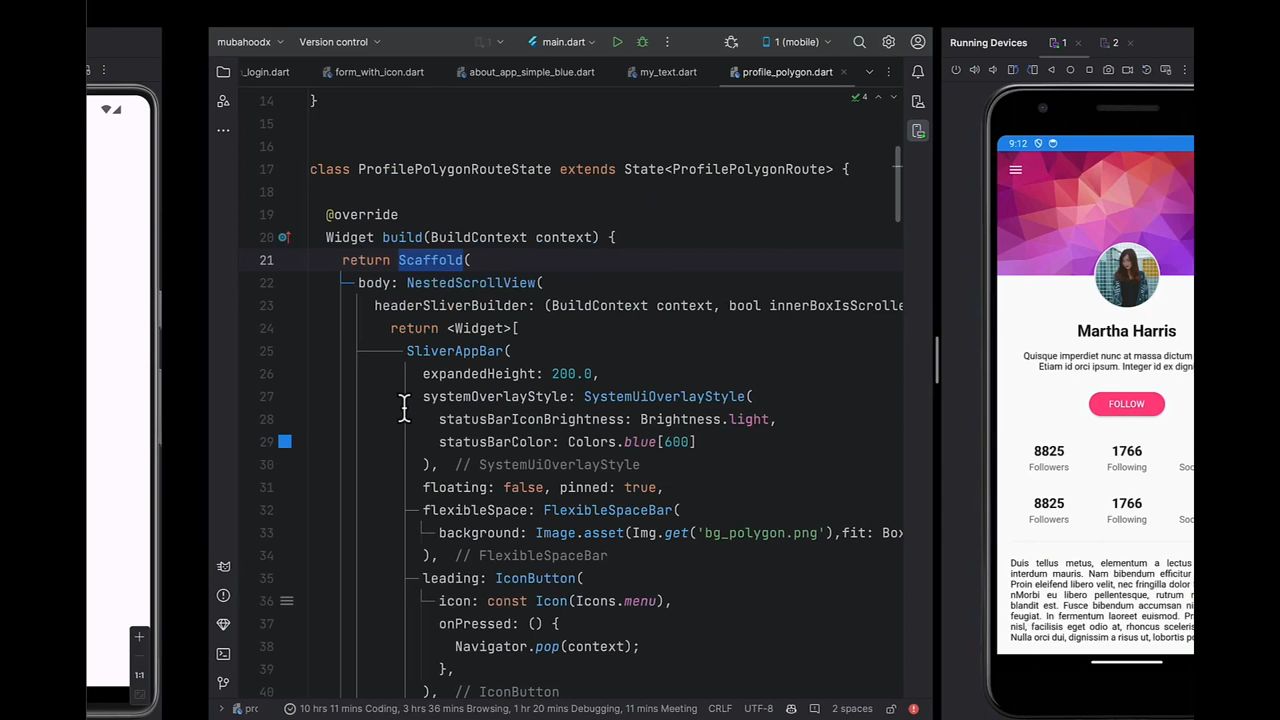 mubahoodx
Version control
main.dart
1 (mobile)
Running Devices
1
2
_login.dart
form_with_icon.dart
about_app_simple_blue.dart
my_text.dart
profile_polygon.dart
4
14 }
15
16
17 class ProfilePolygonRouteState extends State<ProfilePolygonRoute> {
18
19 @override
20 Widget build(BuildContext context) {
21 return Scaffold(
22 body: NestedScrollView(
23 headerSliverBuilder: (BuildContext context, bool innerBoxIsScrolle
24 return <Widget>[
25 SliverAppBar(
26 expandedHeight: 200.0,
27 systemOverlayStyle: SystemUiOverlayStyle(
28 statusBarIconBrightness: Brightness.light,
29 statusBarColor: Colors.blue[600]
30 ), // SystemUiOverlayStyle
31 floating: false, pinned: true,
32 flexibleSpace: FlexibleSpaceBar(
33 background: Image.asset(Img.get('bg_polygon.png'),fit: Box
34 ), // FlexibleSpaceBar
35 leading: IconButton(
36 icon: const Icon(Icons.menu),
37 onPressed: () {
38 Navigator.pop(context);
39 },
40 ), // IconButton
1:1
pro
10 hrs 11 mins Coding, 3 hrs 36 mins Browsing, 1 hr 20 mins Debugging, 11 mins Meeting
CRLF
UTF-8
2 spaces
9:12
Martha Harris
Quisque imperdiet nunc at massa dictum
Etiam id orci ipsum. Integer id ex
FOLLOW
8825 1766
Followers Following Soc
8825 1766
Followers Following Soc
Duis tellus metus, elementum a lectus
interdum mauris. Nam bibendum efficitur
Proin eleifend libero velit, nec fringilla dolor
nMorbi eu libero pellentesque, rutrum
blandit est. Fusce bibendum accumsan ni
feugiat. In fermentum laoreet euismod. P
nisl, facilisis eget odio at, rhoncus sceleris
Nulla orci dui, dignissim a risus ut, lobortis p